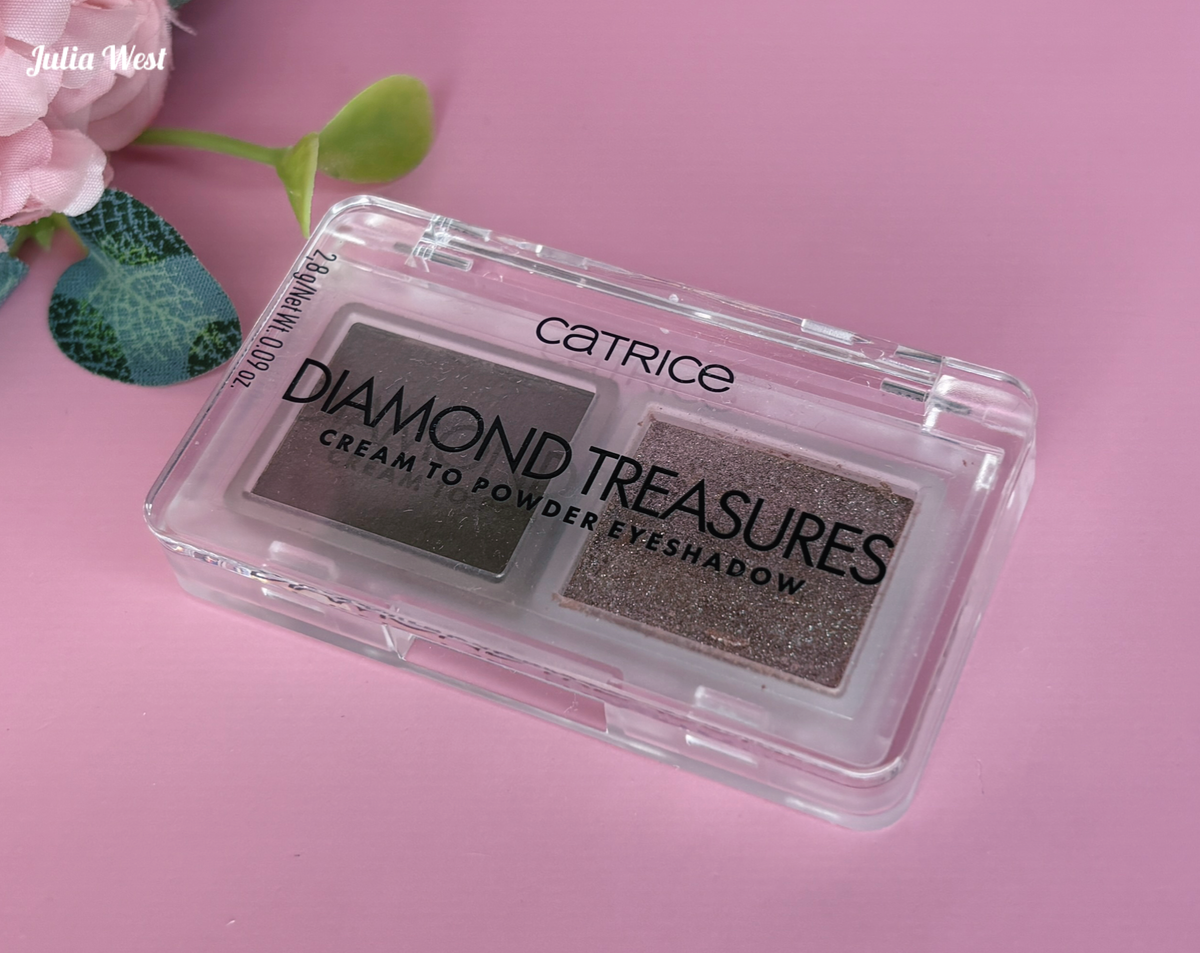 Julia West
CATRICE
DIAMOND TREASURES
CREAM TO POWDER EYESHADOW
2.8g/Net Wt. 0.09 oz.